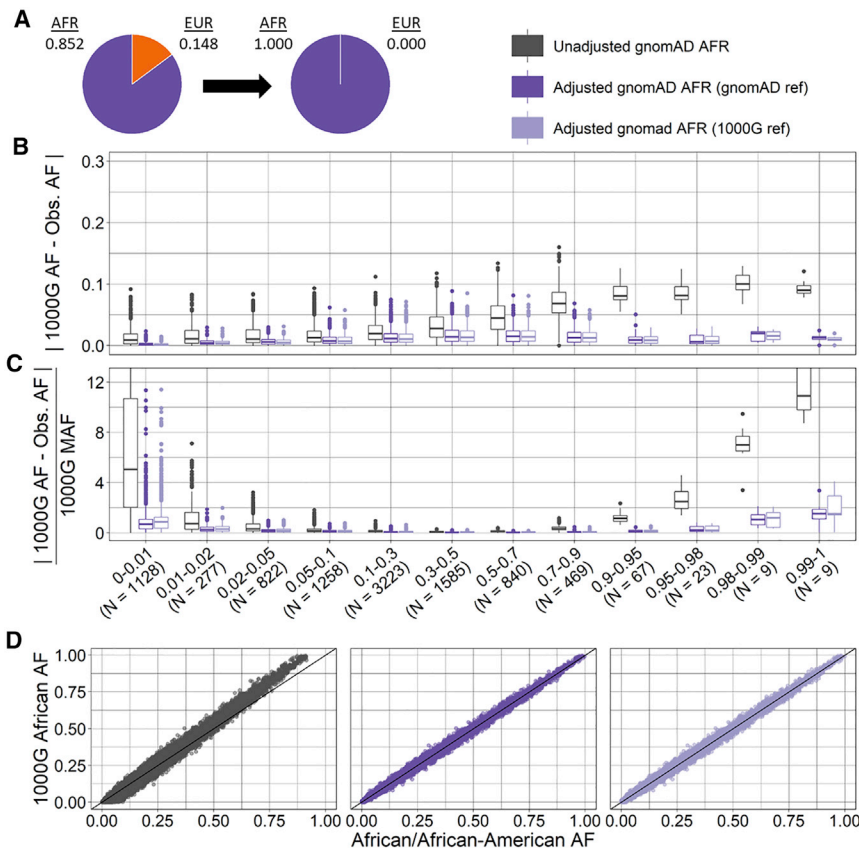 A
AFR EUR AFR EUR
0.852 0.148 1.000 0.000
Unadjusted gnomAD AFR
Adjusted gnomAD AFR (gnomAD ref)
Adjusted gnomad AFR (1000G ref)
B
| 1000G AF - Obs. AF |
0.3
0.2
0.1
0.0
C
| 1000G AF - Obs. AF |
1000G MAF
12
8
4
0
0-0.01
(N = 1128)
0.01-0.02
(N = 277)
0.02-0.05
(N = 822)
0.05-0.1
(N = 1258)
0.1-0.3
(N = 3223)
0.3-0.5
(N = 1585)
0.5-0.7
(N = 840)
0.7-0.9
(N = 469)
0.9-0.95
(N = 67)
0.95-0.98
(N = 23)
0.98-0.99
(N = 9)
0.99-1
(N = 9)
D
1000G African AF
1.00
0.75
0.50
0.25
0.00
0.00 0.25 0.50 0.75 1.00 0.00 0.25 0.50 0.75 1.00 0.00 0.25 0.50 0.75 1.00
African/African-American AF